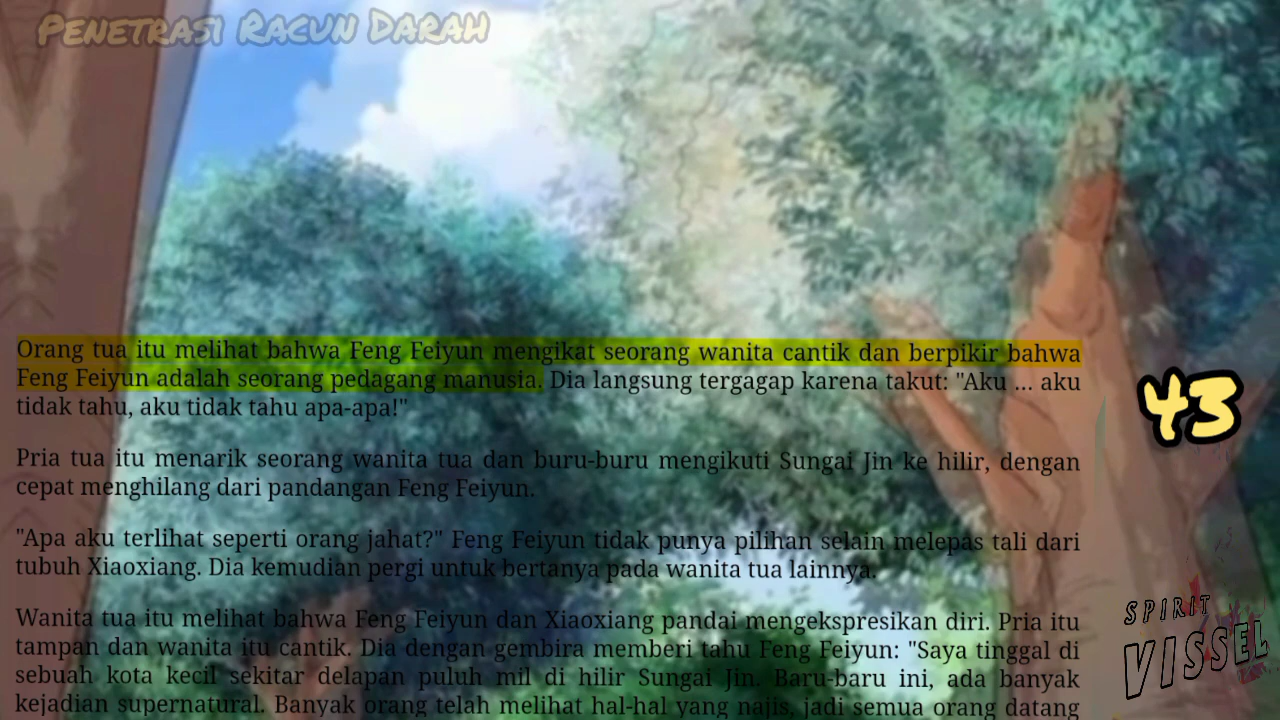 Penetrasi Racun Darah
Orang tua itu melihat bahwa Feng Feiyun mengikat seorang wanita cantik dan berpikir bahwa
Feng Feiyun adalah seorang pedagang manusia. Dia langsung tergagap karena takut: "Aku ... aku
tidak tahu, aku tidak tahu apa-apa!"
Pria tua itu menarik seorang wanita tua dan buru-buru mengikuti Sungai Jin ke hilir, dengan
cepat menghilang dari pandangan Feng Feiyun.
"Apa aku terlihat seperti orang jahat?" Feng Feiyun tidak punya pilihan selain melepas tali dari
tubuh Xiaoxiang. Dia kemudian pergi untuk bertanya pada wanita tua lainnya.
Wanita tua itu melihat bahwa Feng Feiyun dan Xiaoxiang pandai mengekspresikan diri. Pria itu
tampan dan wanita itu cantik. Dia dengan gembira memberi tahu Feng Feiyun: "Saya tinggal di
sebuah kota kecil sekitar delapan puluh mil di hilir Sungai Jin. Baru-baru ini, ada banyak
kejadian supernatural. Banyak orang telah melihat hal-hal yang najis, jadi semua orang datang
43
SPIRIT
VISSEL